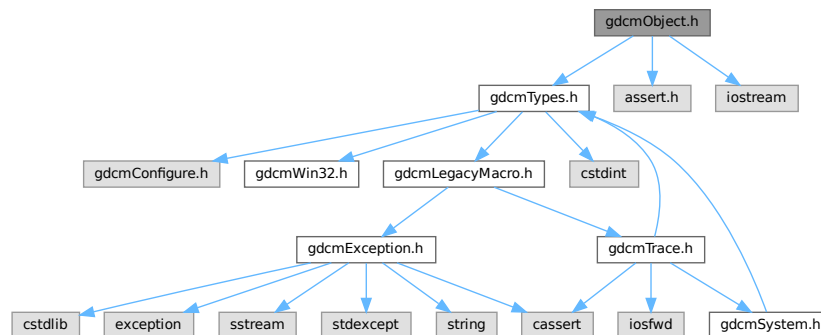 gdcmObject.h
gdcmTypes.h
assert.h
iostream
gdcmConfigure.h
gdcmWin32.h
gdcmLegacyMacro.h
cstdint
gdcmException.h
gdcmTrace.h
cstdlib
exception
sstream
stdexcept
string
cassert
iosfwd
gdcmSystem.h